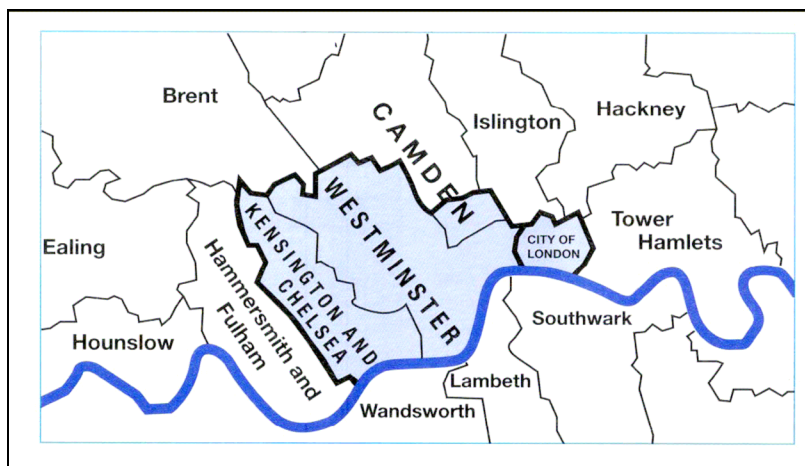 Brent
CAMDEN
Islington
Hackney
WESTMINSTER
KENSINGTON AND
CHELSEA
CITY OF
LONDON
Tower
Hamlets
Ealing
Hammersmith and
Fulham
Hounslow
Southwark
Lambeth
Wandsworth